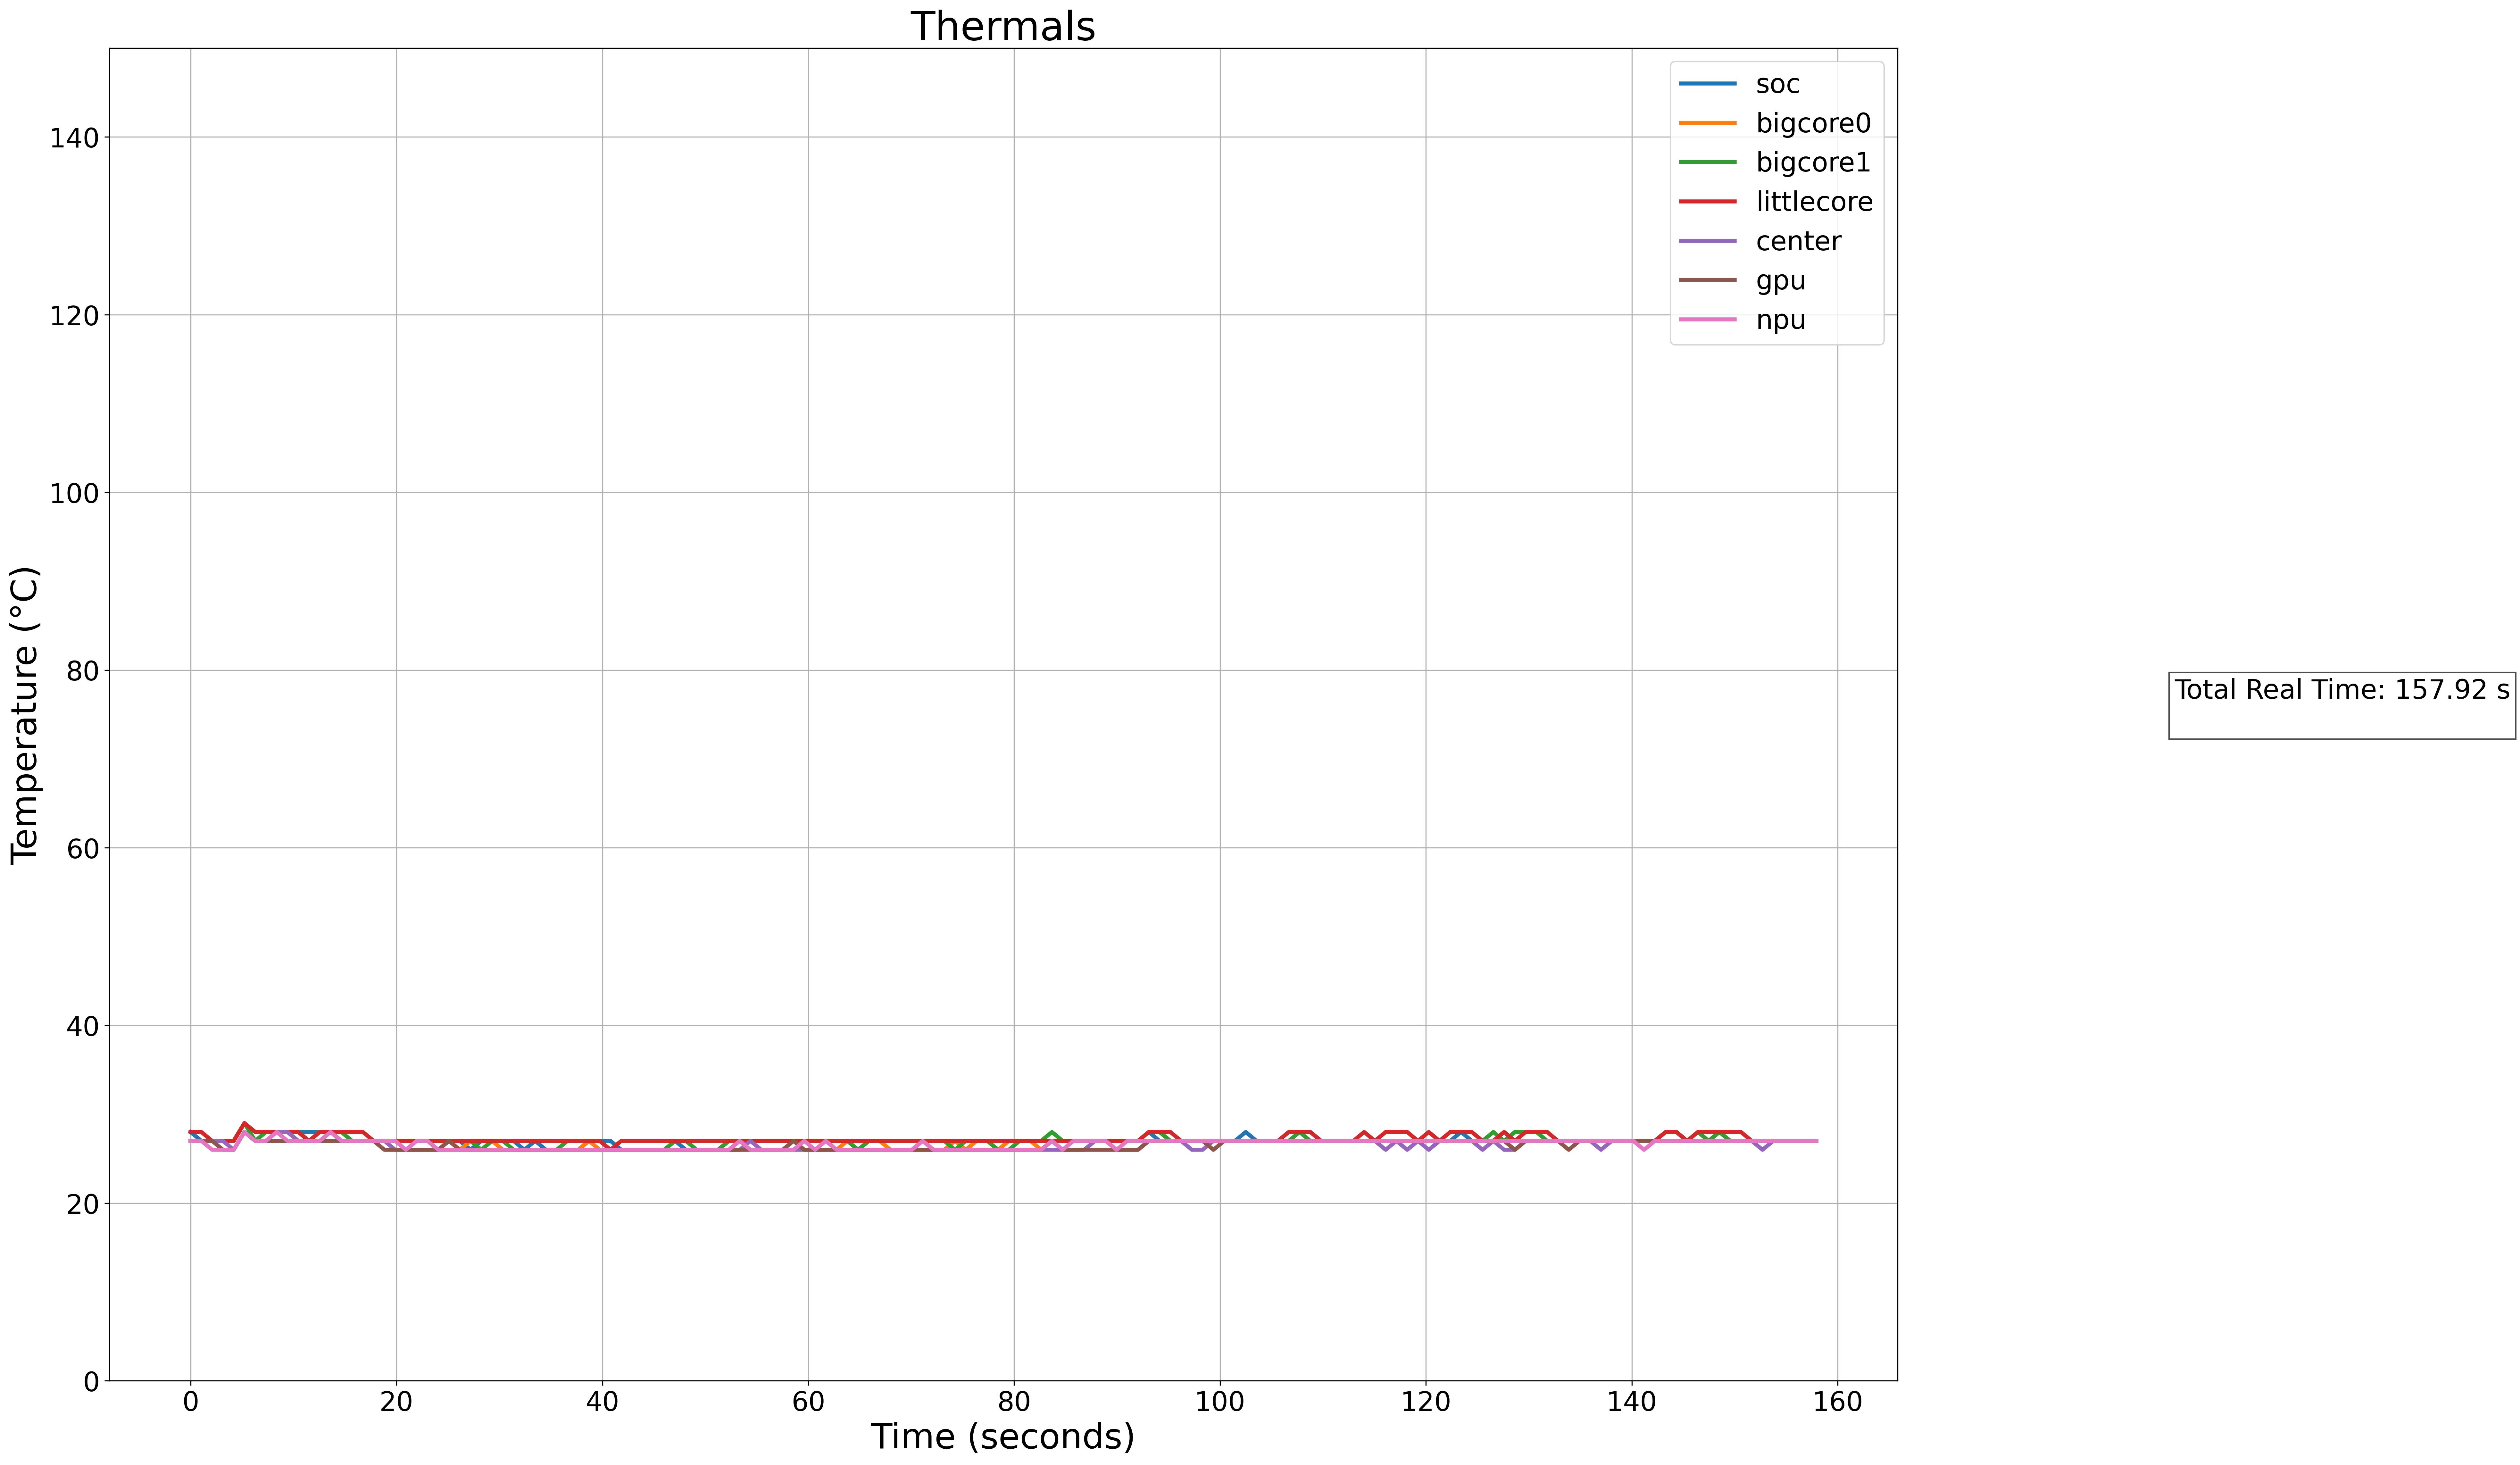 Thermals
soc
bigcore0
bigcore1
littlecore
center
gpu
npu
Temperature (°C)
140
120
100
80
60
40
20
0
0 20 40 60 80 100 120 140 160
Time (seconds)
Total Real Time: 157.92 s